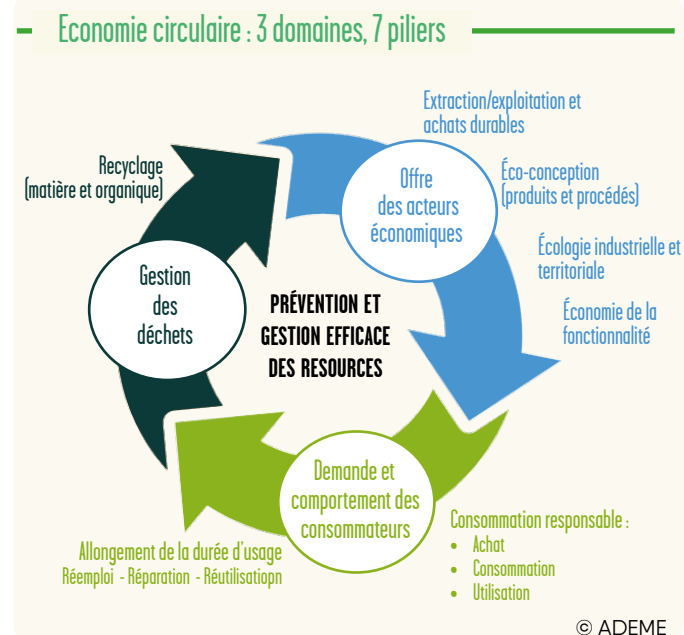 Economie circulaire : 3 domaines, 7 piliers
Extraction/exploitation et
achats durables
Recyclage
(matière et organique)
Offre
des acteurs
économiques
Éco-conception
(produits et procédés)
Écologie industrielle et
territoriale
Gestion
des
déchets
PRÉVENTION ET
GESTION EFFICACE
DES RESOURCES
Économie de la
fonctionnalité
Demande et
comportement des
consommateurs
Consommation responsable :
• Achat
• Consommation
• Utilisation
Allongement de la durée d'usage
Réemploi - Réparation - Réutilisatiopn
© ADEME